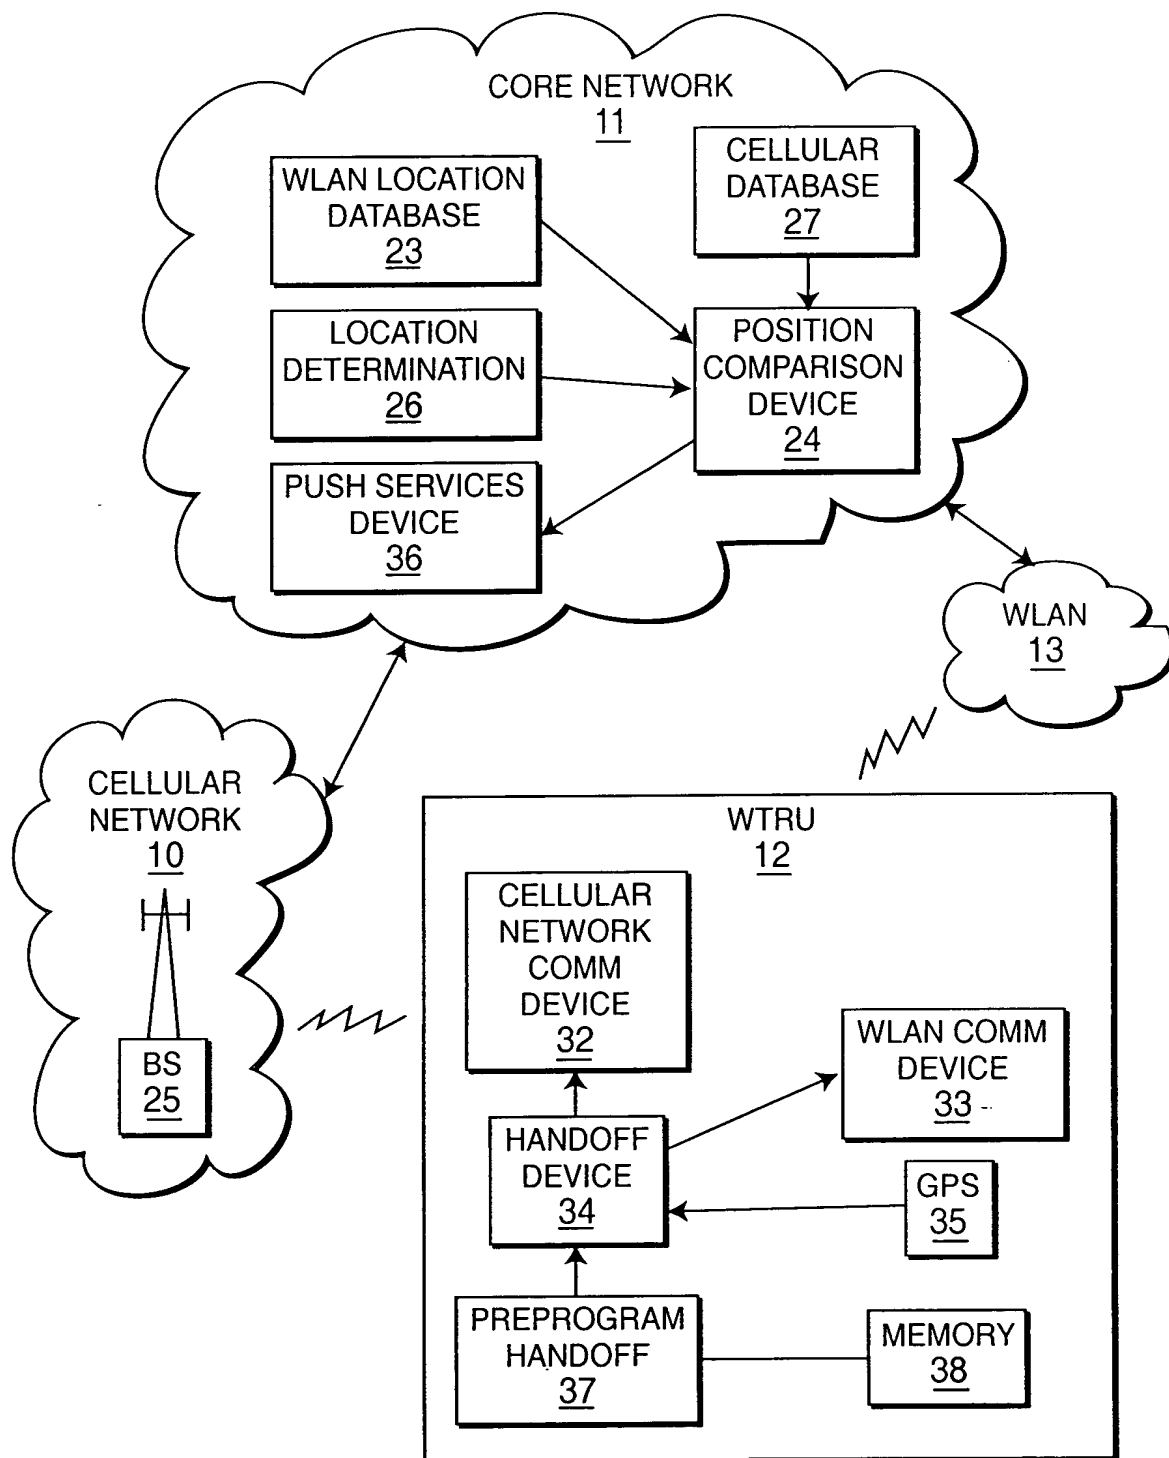 CORE NETWORK
11
WLAN LOCATION
DATABASE
23
CELLULAR
DATABASE
27
LOCATION
DETERMINATION
26
POSITION
COMPARISON
DEVICE
24
PUSH SERVICES
DEVICE
36
WLAN
13
CELLULAR
NETWORK
10
BS
25
WTRU
12
CELLULAR
NETWORK
COMM
DEVICE
32
WLAN COMM
DEVICE
33
HANDOFF
DEVICE
34
GPS
35
PREPROGRAM
HANDOFF
37
MEMORY
38